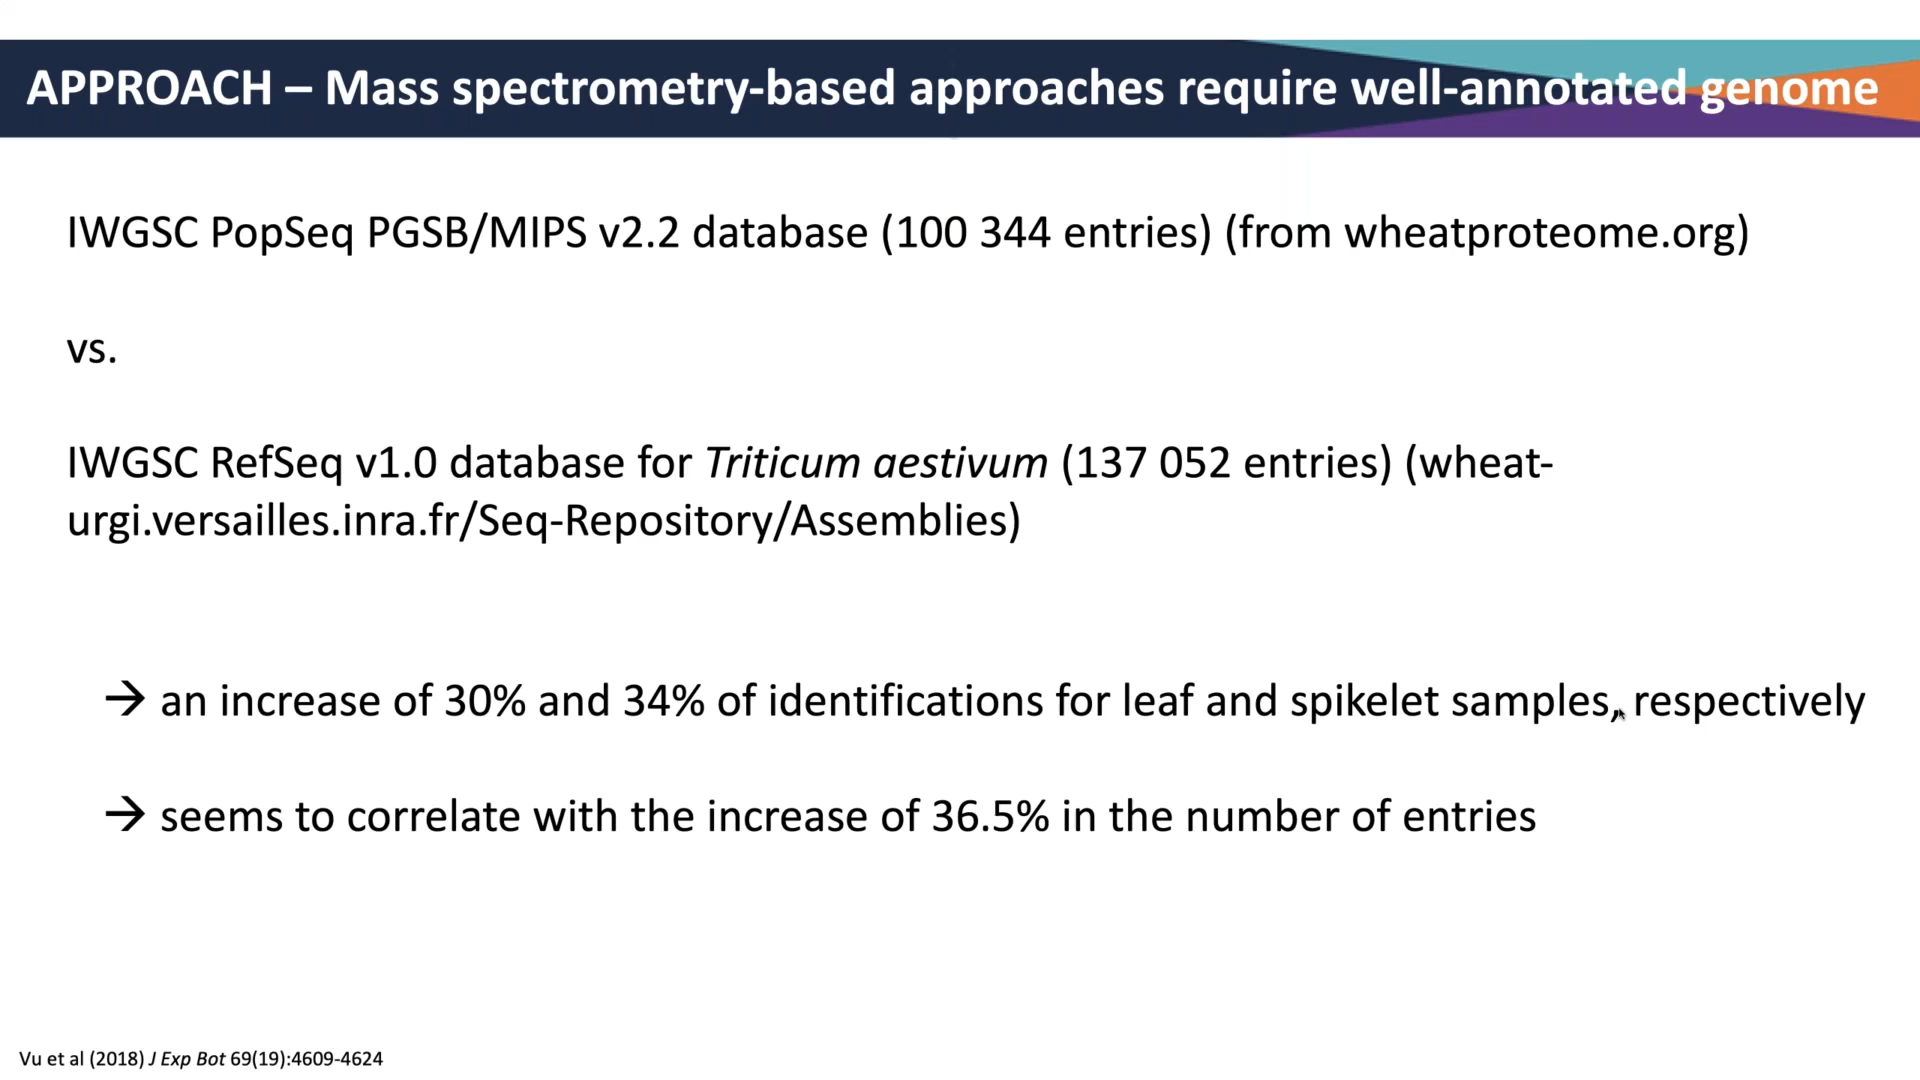 APPROACH – Mass spectrometry-based approaches require well-annotated genome
IWGSC PopSeq PGSB/MIPS v2.2 database (100 344 entries) (from wheatproteome.org)
vs.
IWGSC RefSeq v1.0 database for Triticum aestivum (137 052 entries) (wheat-
urgi.versailles.inra.fr/Seq-Repository/Assemblies)
→ an increase of 30% and 34% of identifications for leaf and spikelet samples, respectively
→ seems to correlate with the increase of 36.5% in the number of entries
Vu et al (2018) J Exp Bot 69(19):4609-4624